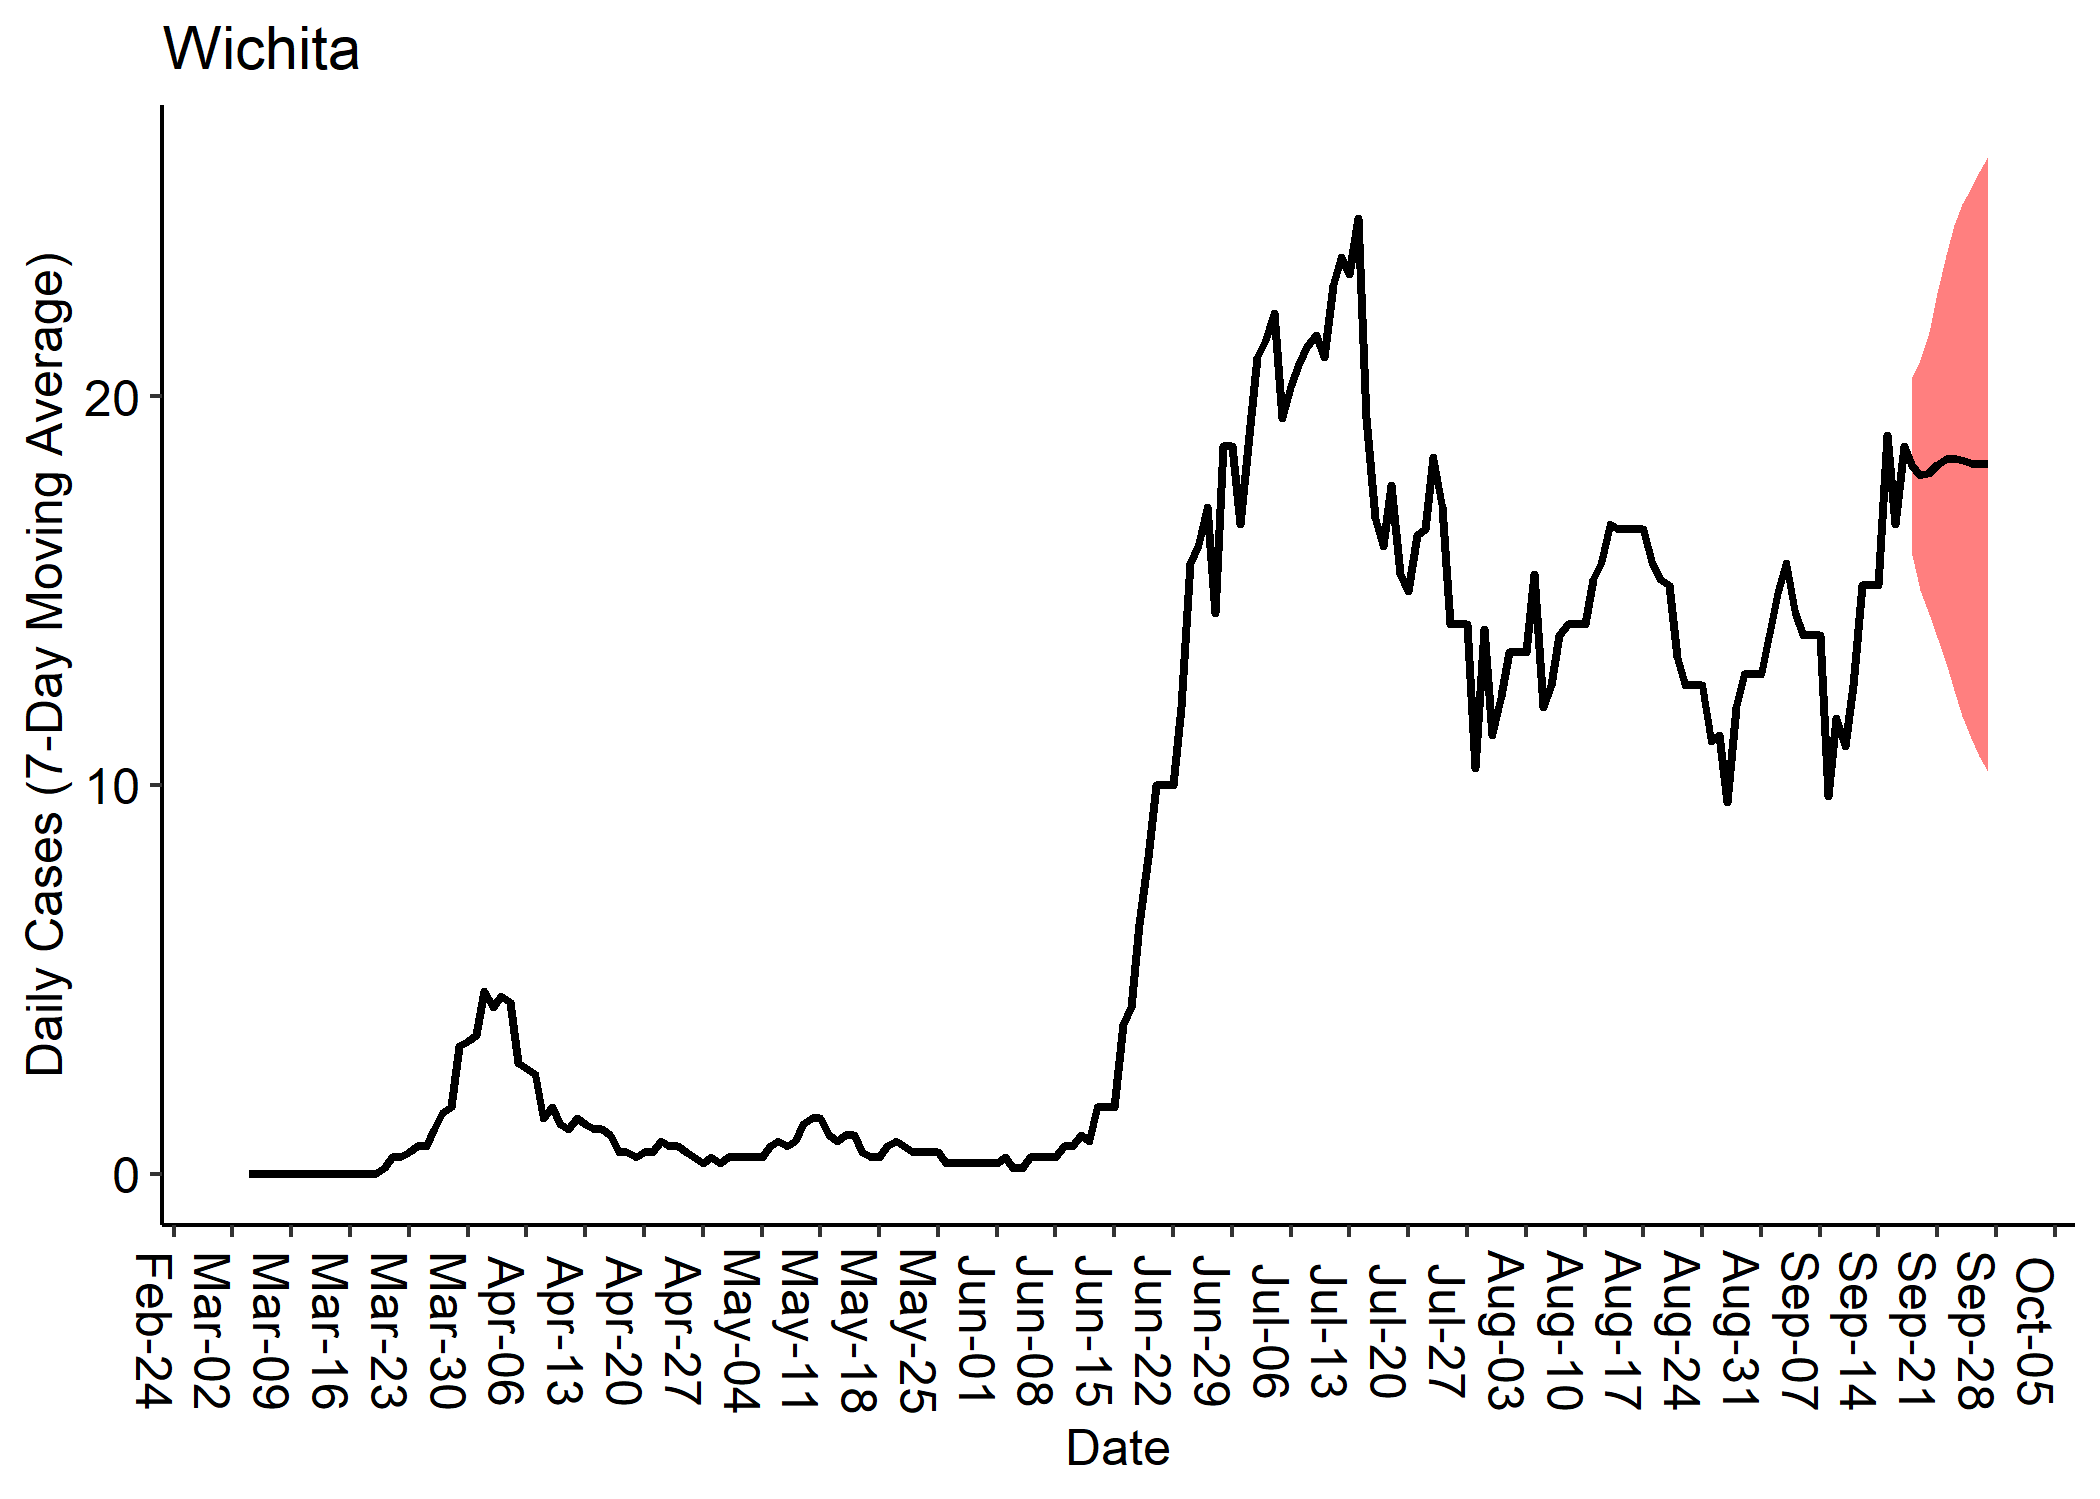 Wichita
Daily Cases (7-Day Moving Average)
20
10
0
Feb-24
Mar-02
Mar-09
Mar-16
Mar-23
Mar-30
Apr-06
Apr-13
Apr-20
Apr-27
May-04
May-11
May-18
May-25
Jun-01
Jun-08
Jun-15
Jun-22
Jun-29
Jul-06
Jul-13
Jul-20
Jul-27
Aug-03
Aug-10
Aug-17
Aug-24
Aug-31
Sep-07
Sep-14
Sep-21
Sep-28
Oct-05
Date